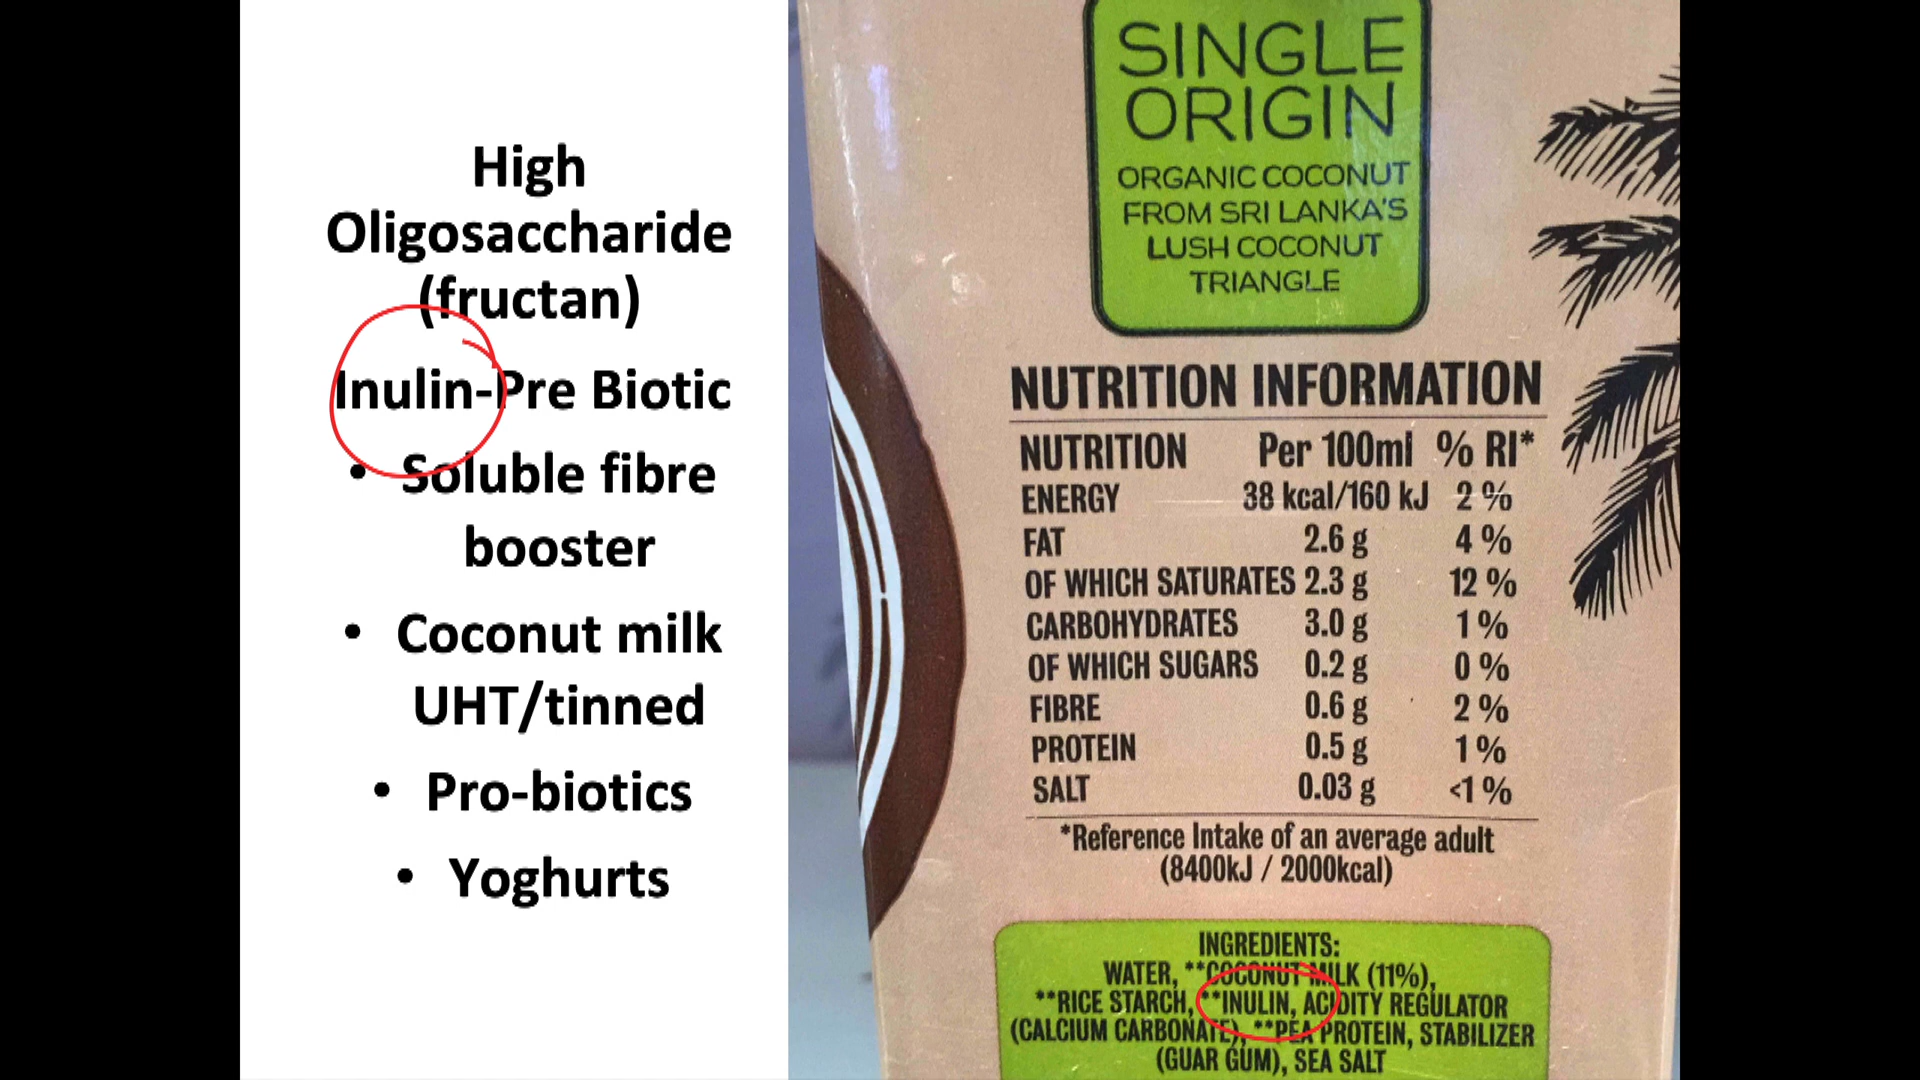 High
Oligosaccharide
(fructan)
Inulin-Pre Biotic
• Soluble fibre
booster
• Coconut milk
UHT/tinned
• Pro-biotics
• Yoghurts
SINGLE
ORIGIN
ORGANIC COCONUT
FROM SRI LANKA'S
LUSH COCONUT
TRIANGLE
NUTRITION INFORMATION
NUTRITION Per 100ml % RI*
ENERGY 38 kcal/160 kJ 2 %
FAT 2.6 g 4 %
OF WHICH SATURATES 2.3 g 12 %
CARBOHYDRATES 3.0 g 1 %
OF WHICH SUGARS 0.2 g 0 %
FIBRE 0.6 g 2 %
PROTEIN 0.5 g 1 %
SALT 0.03 g <1 %
*Reference Intake of an average adult
(8400kJ / 2000kcal)
INGREDIENTS:
WATER, **COCONUT MILK (11%),
**RICE STARCH, **INULIN, ACIDITY REGULATOR
(CALCIUM CARBONATE), **PEA PROTEIN, STABILIZER
(GUAR GUM), SEA SALT